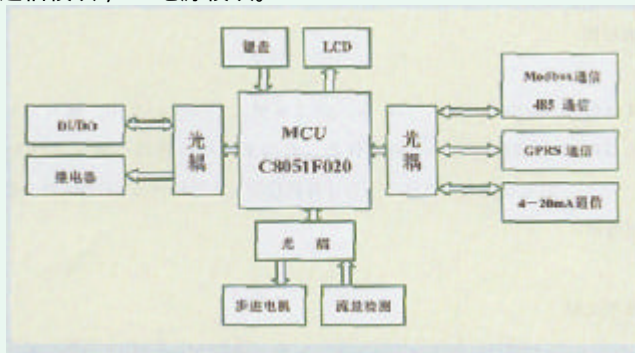 键盘
LCD
MCU
C8051F020
光耦
光耦
DI/DO
继电器
Modbus通信
485 通信
GPRS 通信
4-20mA 通信
光 耦
步进电机
流量检测